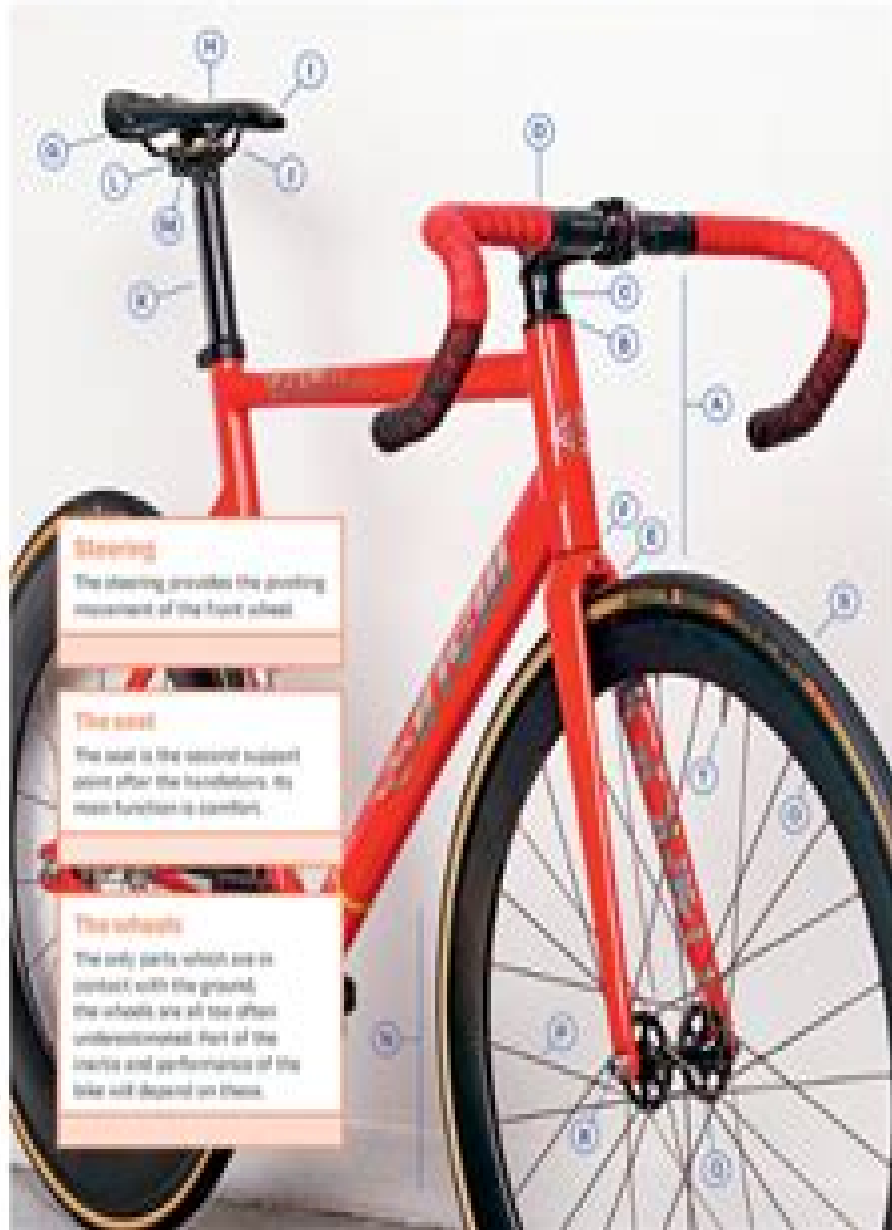 H
I
G
L
J
M
K
D
C
B
A
F
E
S
T
O
N
P
R
Q
Steering
The steering provides the pivoting
movement of the front wheel.
The seat
The seat is the second support
point after the handlebars. Its
main function is comfort.
The wheels
The only parts which are in
contact with the ground,
the wheels are all too often
underestimated. Part of the
inertia and performance of the
bike will depend on these.